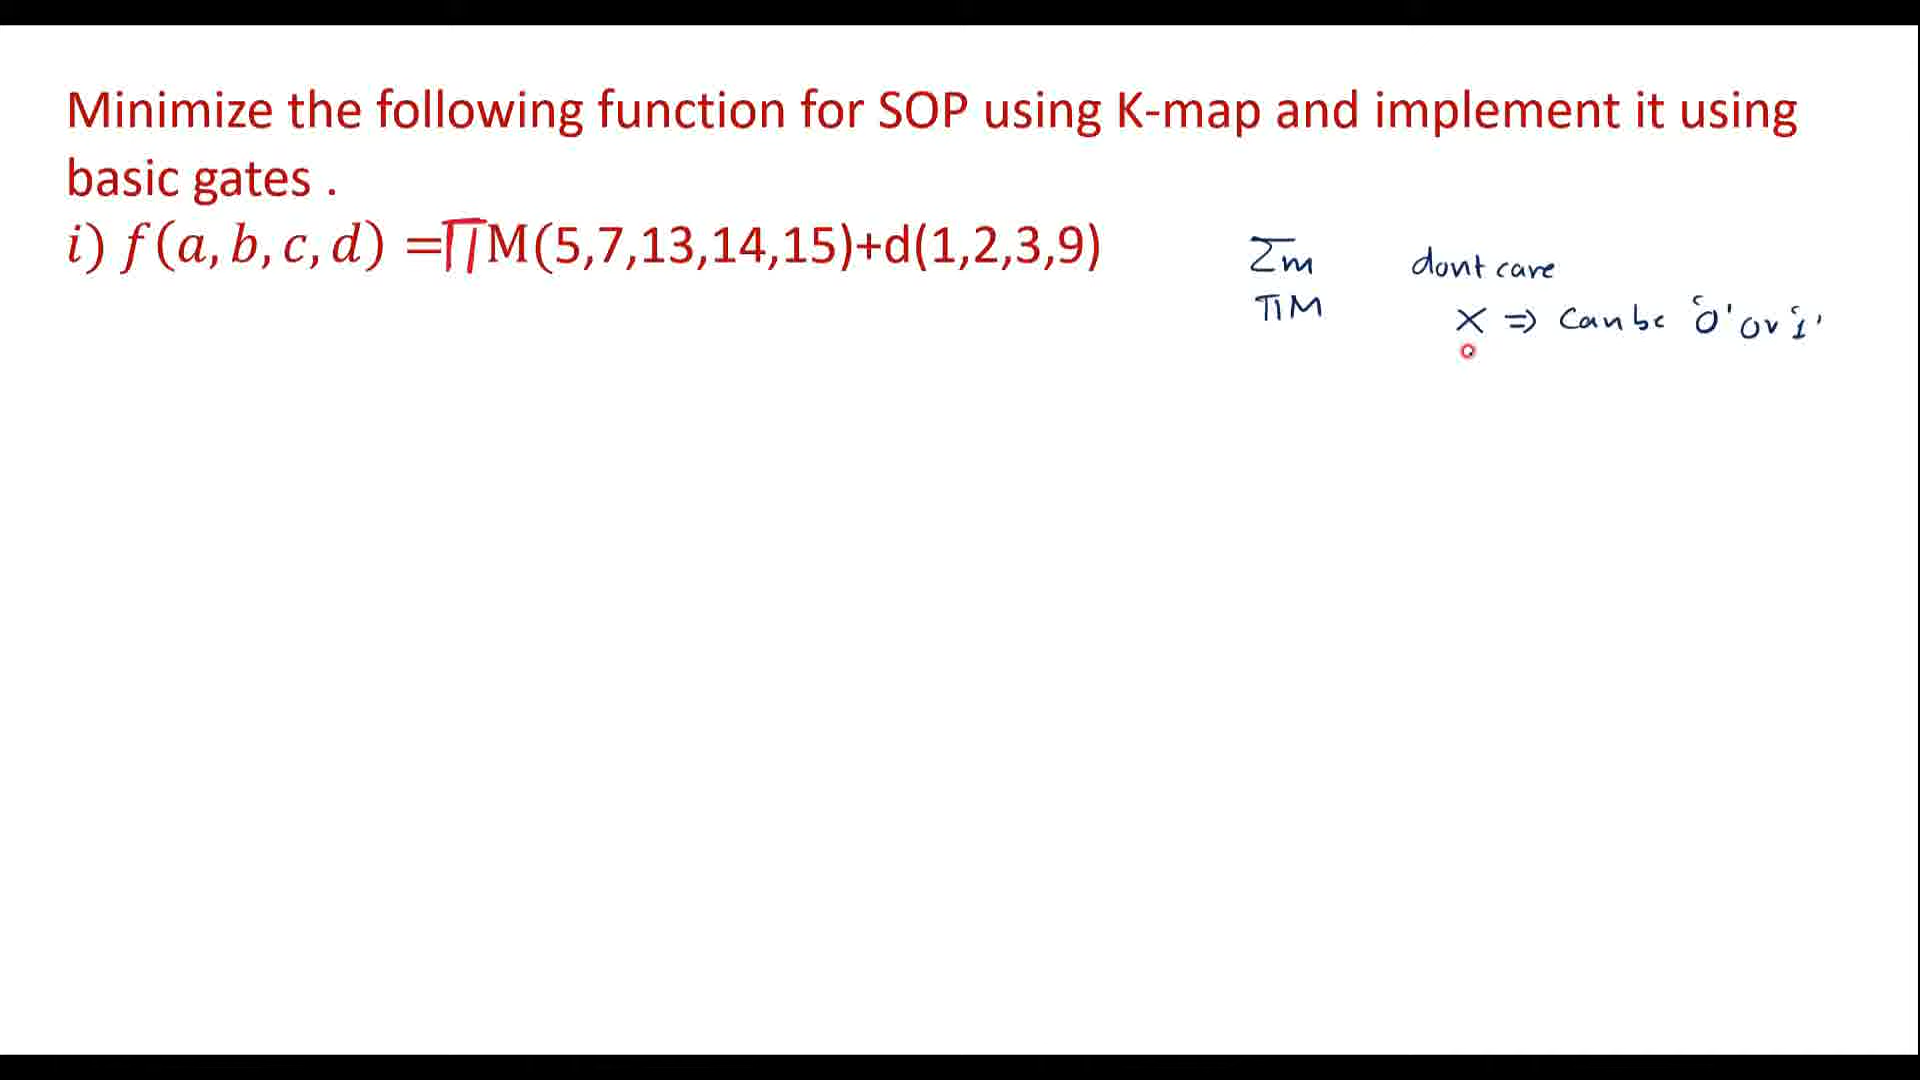 Minimize the following function for SOP using K-map and implement it using
basic gates .
i) f(a, b, c, d) =∏M(5,7,13,14,15)+d(1,2,3,9)
Σm dont care
πM X ⇒ can be '0' or '1'